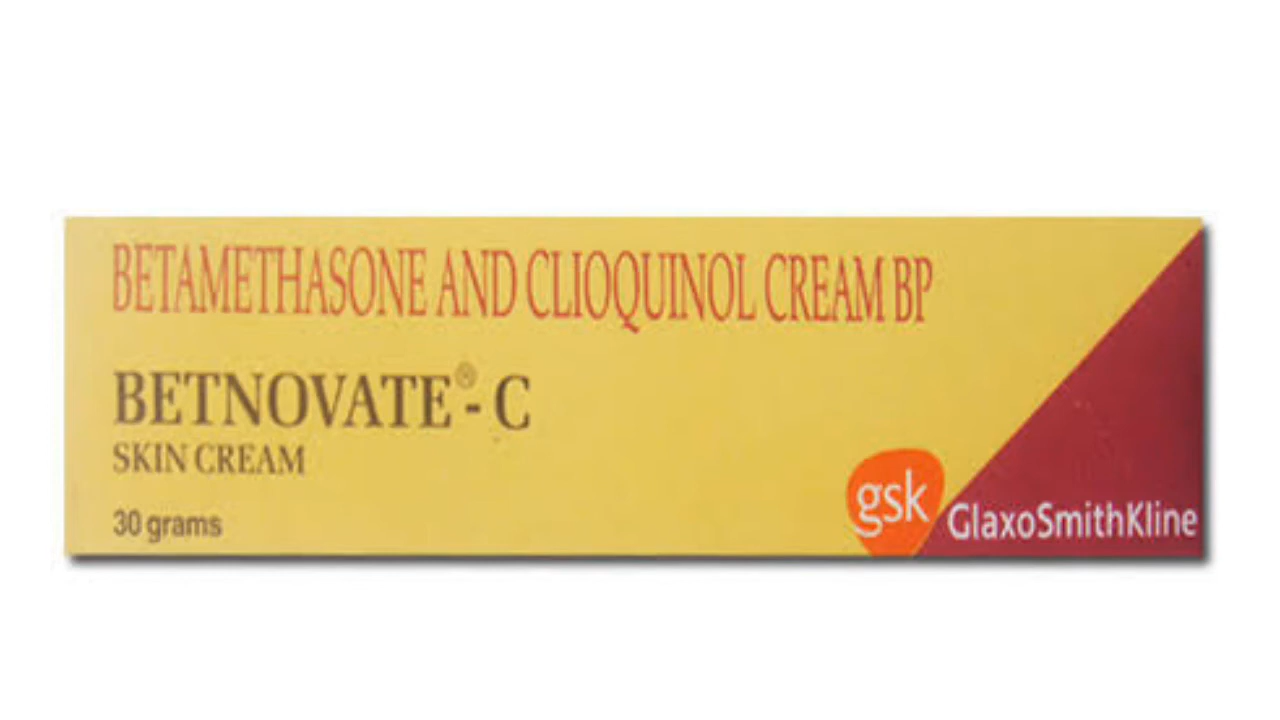 BETAMETHASONE AND CLIOQUINOL CREAM BP
BETNOVATE®- C
SKIN CREAM
30 grams
gsk
GlaxoSmithKline